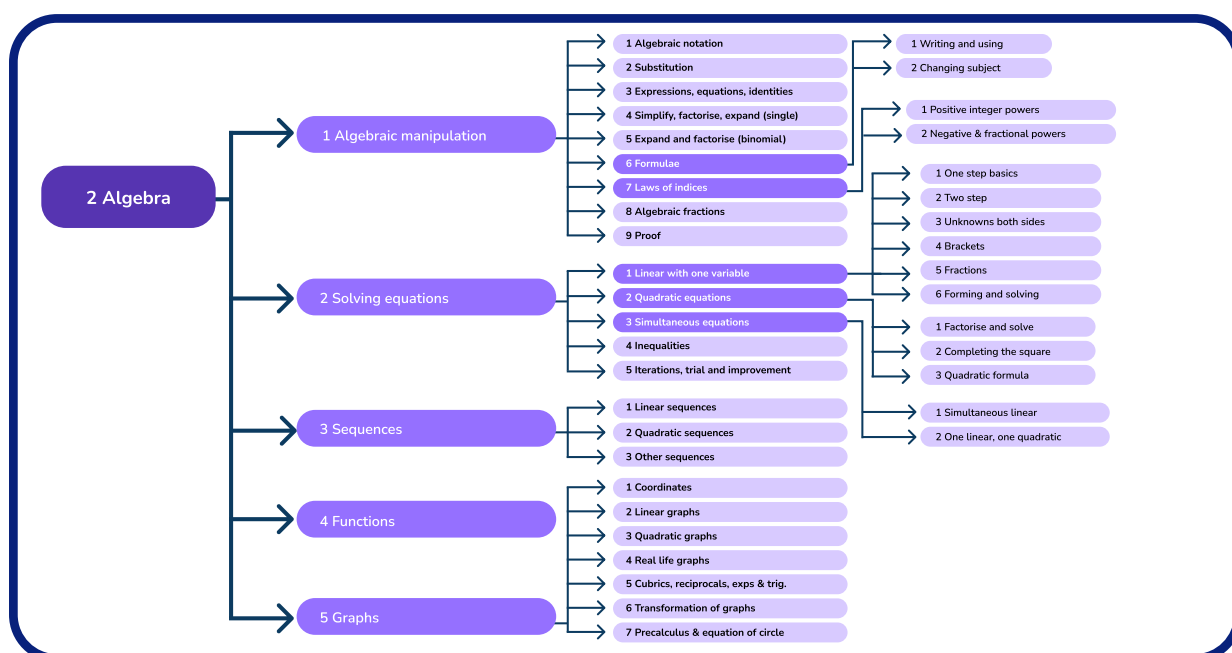 2 Algebra
1 Algebraic manipulation
1 Algebraic notation
2 Substitution
3 Expressions, equations, identities
4 Simplify, factorise, expand (single)
5 Expand and factorise (binomial)
6 Formulae
1 Writing and using
2 Changing subject
7 Laws of indices
1 Positive integer powers
2 Negative & fractional powers
8 Algebraic fractions
9 Proof
2 Solving equations
1 Linear with one variable
1 One step basics
2 Two step
3 Unknowns both sides
4 Brackets
5 Fractions
6 Forming and solving
2 Quadratic equations
1 Factorise and solve
2 Completing the square
3 Quadratic formula
3 Simultaneous equations
1 Simultaneous linear
2 One linear, one quadratic
4 Inequalities
5 Iterations, trial and improvement
3 Sequences
1 Linear sequences
2 Quadratic sequences
3 Other sequences
4 Functions
5 Graphs
1 Coordinates
2 Linear graphs
3 Quadratic graphs
4 Real life graphs
5 Cubrics, reciprocals, exps & trig.
6 Transformation of graphs
7 Precalculus & equation of circle